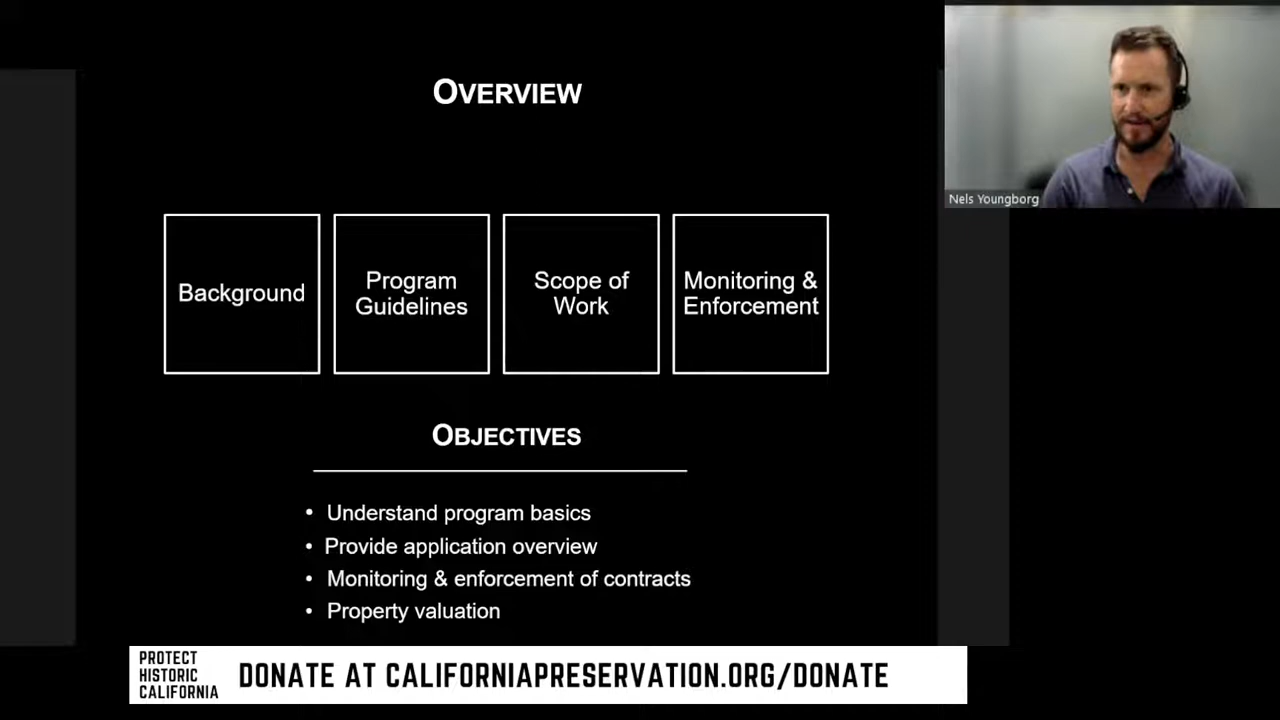 OVERVIEW
Nels Youngborg
Background
Program
Guidelines
Scope of
Work
Monitoring &
Enforcement
OBJECTIVES
• Understand program basics
• Provide application overview
• Monitoring & enforcement of contracts
• Property valuation
PROTECT
HISTORIC
CALIFORNIA
DONATE AT CALIFORNIAPRESERVATION.ORG/DONATE